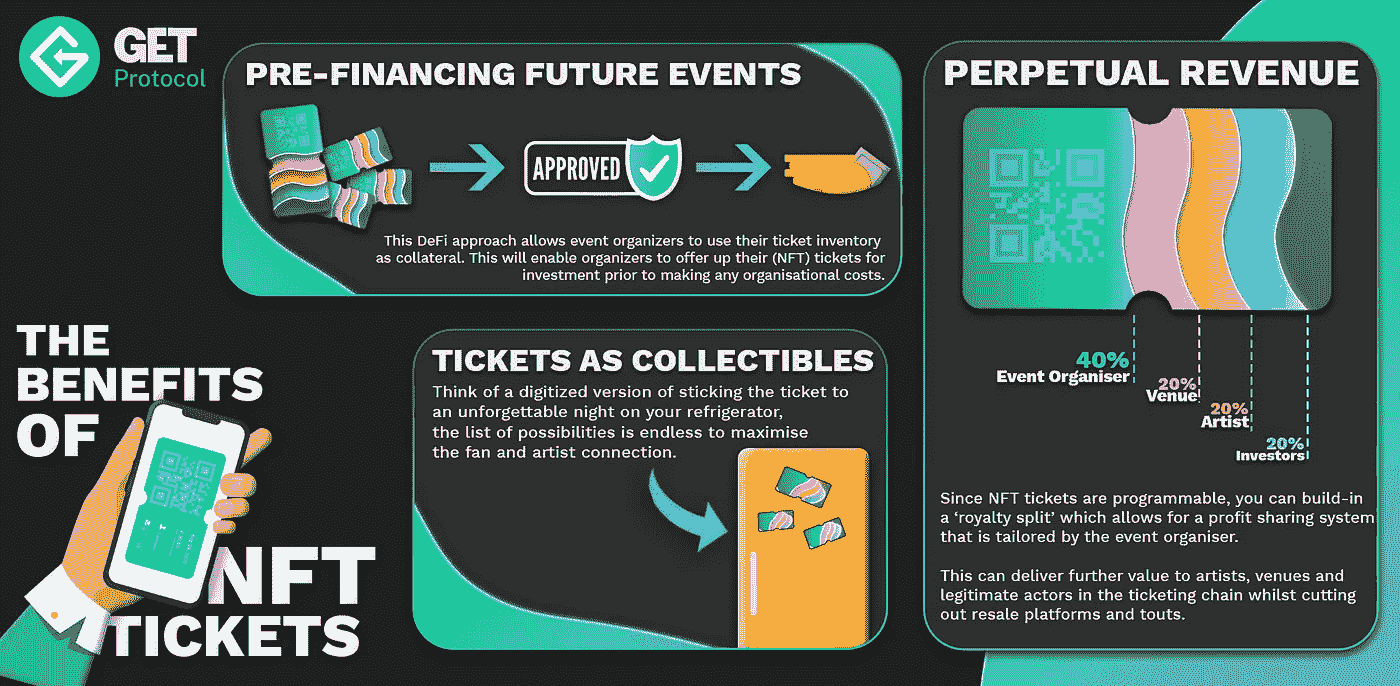 GET
Protocol
PRE-FINANCING FUTURE EVENTS
APPROVED
This DeFi approach allows event organizers to use their ticket inventory
as collateral. This will enable organizers to offer up their (NFT) tickets for
investment prior to making any organisational costs.
THE
BENEFITS
OF
NFT
TICKETS
TICKETS AS COLLECTIBLES
Think of a digitized version of sticking the ticket to
an unforgettable night on your refrigerator,
the list of possibilities is endless to maximise
the fan and artist connection.
PERPETUAL REVENUE
40%
Event Organiser
20%
Venue
20%
Artist
20%
Investors
Since NFT tickets are programmable, you can build-in
a ‘royalty split’ which allows for a profit sharing system
that is tailored by the event organiser.
This can deliver further value to artists, venues and
legitimate actors in the ticketing chain whilst cutting
out resale platforms and touts.